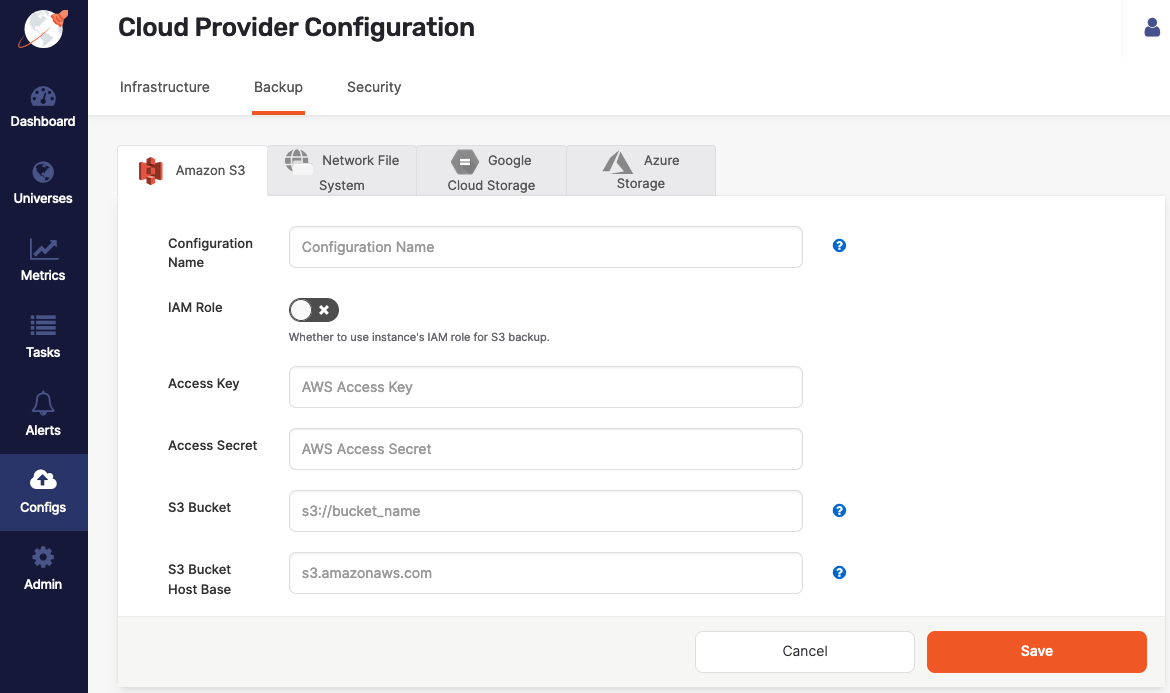 Cloud Provider Configuration
Infrastructure
Backup
Security
Dashboard
Universes
Metrics
Tasks
Alerts
Configs
Admin
Amazon S3
Network File
System
Google
Cloud Storage
Azure
Storage
Configuration
Name
Configuration Name
IAM Role
Whether to use instance's IAM role for S3 backup.
Access Key
AWS Access Key
Access Secret
AWS Access Secret
S3 Bucket
s3://bucket_name
S3 Bucket
Host Base
s3.amazonaws.com
Cancel
Save